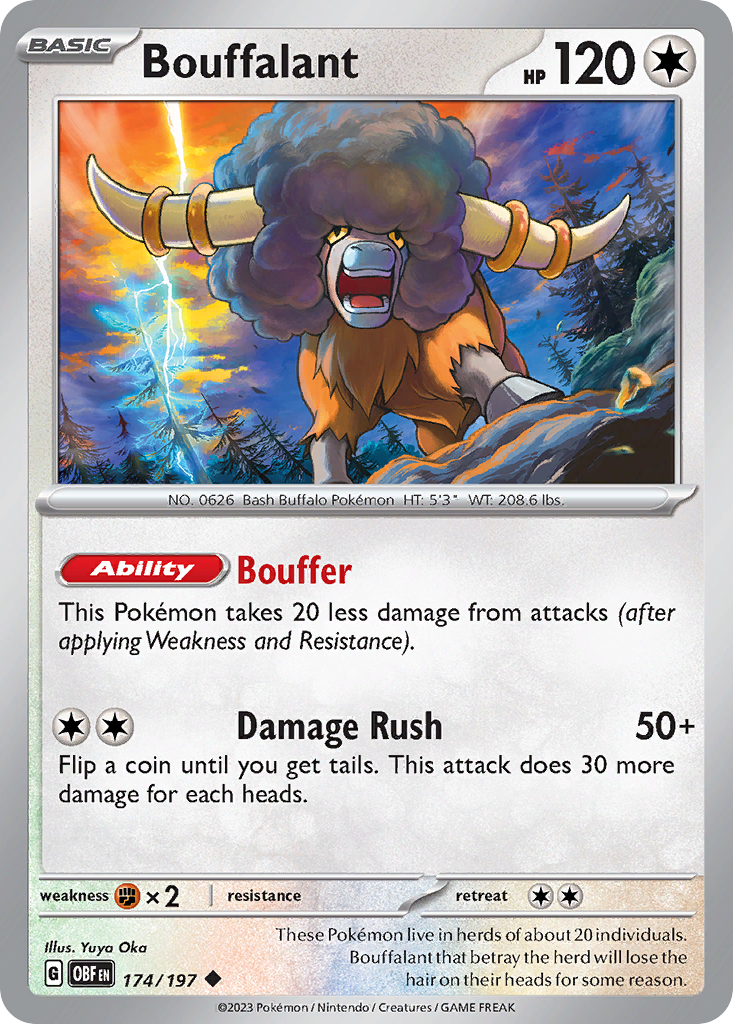 BASIC
Bouffalant
HP 120
NO. 0626 Bash Buffalo Pokémon HT: 5'3" WT: 208.6 lbs.
Ability Bouffer
This Pokémon takes 20 less damage from attacks (after
applying Weakness and Resistance).
Damage Rush 50+
Flip a coin until you get tails. This attack does 30 more
damage for each heads.
weakness ×2 resistance retreat
Illus. Yuya Oka
G OBF EN 174/197
These Pokémon live in herds of about 20 individuals.
Bouffalant that betray the herd will lose the
hair on their heads for some reason.
©2023 Pokémon / Nintendo / Creatures / GAME FREAK